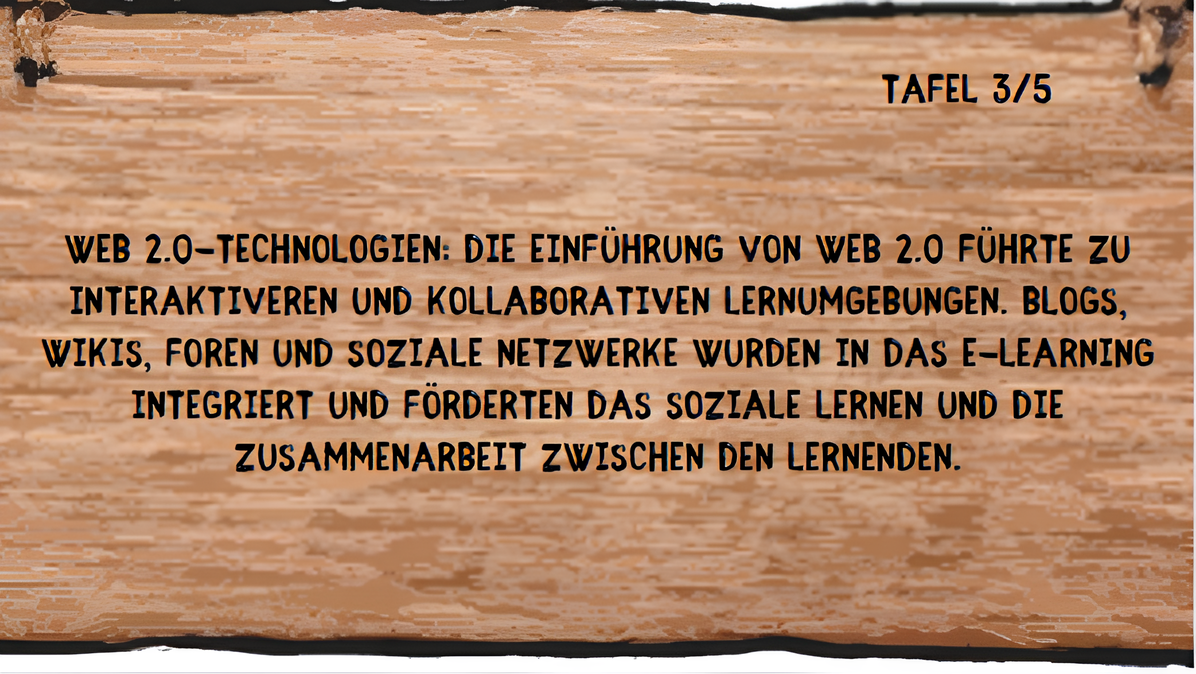 TAFEL 3/5
WEB 2.0-TECHNOLOGIEN: DIE EINFÜHRUNG VON WEB 2.0 FÜHRTE ZU
INTERAKTIVEREN UND KOLLABORATIVEN LERNUMGEBUNGEN. BLOGS,
WIKIS, FOREN UND SOZIALE NETZWERKE WURDEN IN DAS E-LEARNING
INTEGRIERT UND FÖRDERTEN DAS SOZIALE LERNEN UND DIE
ZUSAMMENARBEIT ZWISCHEN DEN LERNENDEN.